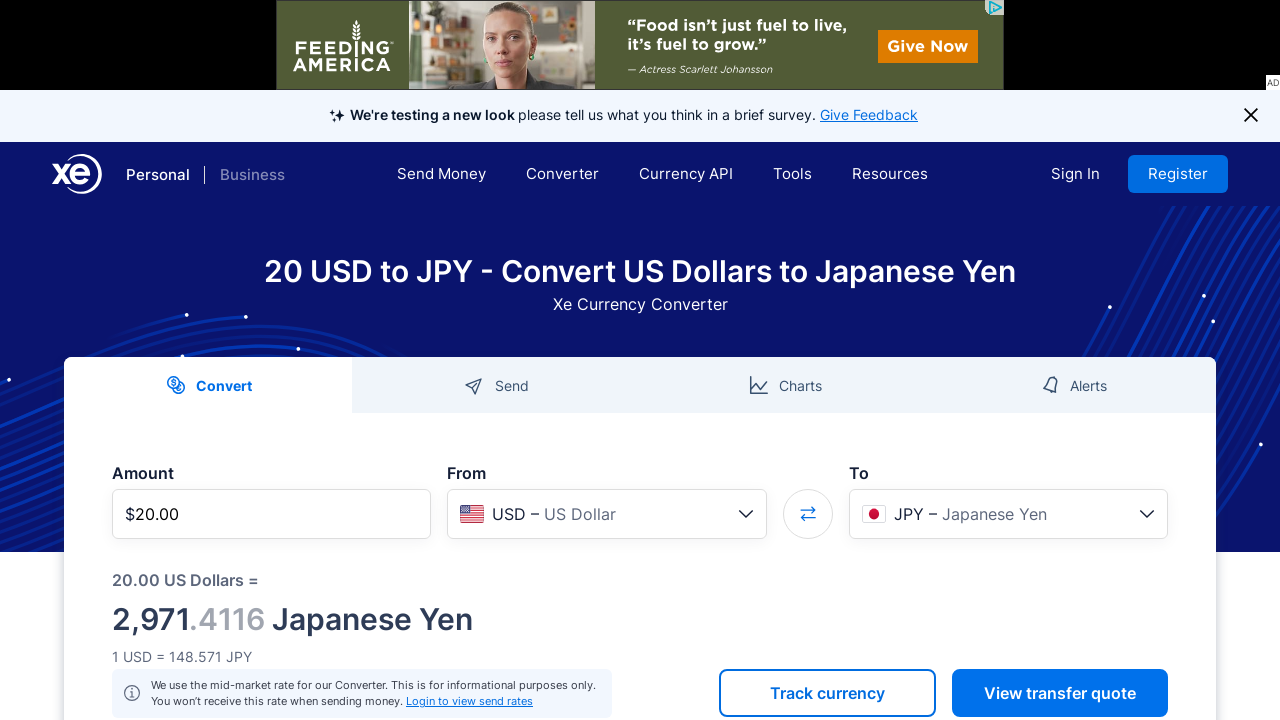 FEEDING
AMERICA
“Food isn’t just fuel to live,
it’s fuel to grow.”
— Actress Scarlett Johansson
Give Now
AD
We're testing a new look please tell us what you think in a brief survey. Give Feedback
xe
Personal
Business
Send Money
Converter
Currency API
Tools
Resources
Sign In
Register
20 USD to JPY - Convert US Dollars to Japanese Yen
Xe Currency Converter
Convert
Send
Charts
Alerts
Amount
From
To
$20.00
USD – US Dollar
JPY – Japanese Yen
20.00 US Dollars =
2,971.4116 Japanese Yen
1 USD = 148.571 JPY
We use the mid-market rate for our Converter. This is for informational purposes only.
You won’t receive this rate when sending money. Login to view send rates
Track currency
View transfer quote